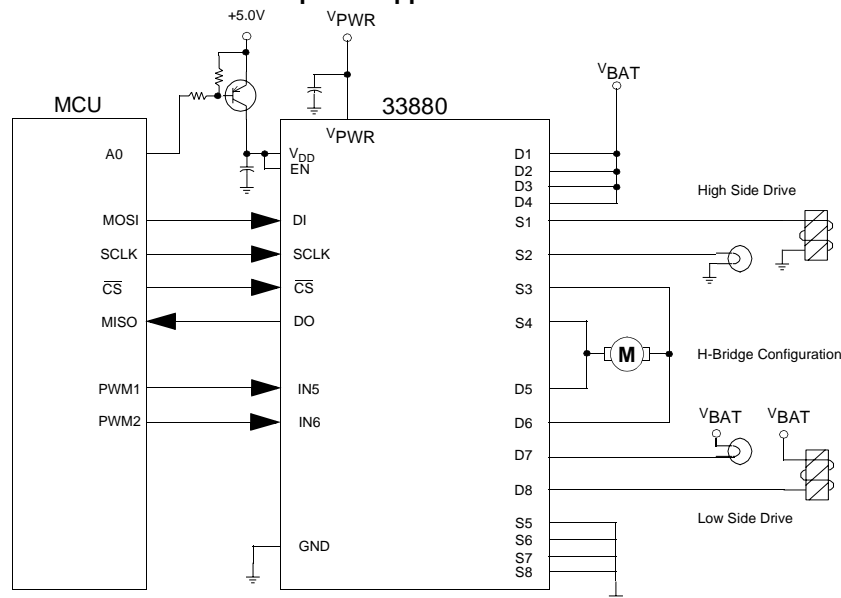 +5.0V
VPWR
VBAT
MCU
33880
VPWR
A0
VDD
EN
MOSI
DI
SCLK
SCLK
CS
CS
MISO
DO
PWM1
IN5
PWM2
IN6
GND
D1
D2
D3
D4
S1
S2
S3
S4
D5
D6
D7
D8
S5
S6
S7
S8
High Side Drive
M
H-Bridge Configuration
VBAT
VBAT
Low Side Drive